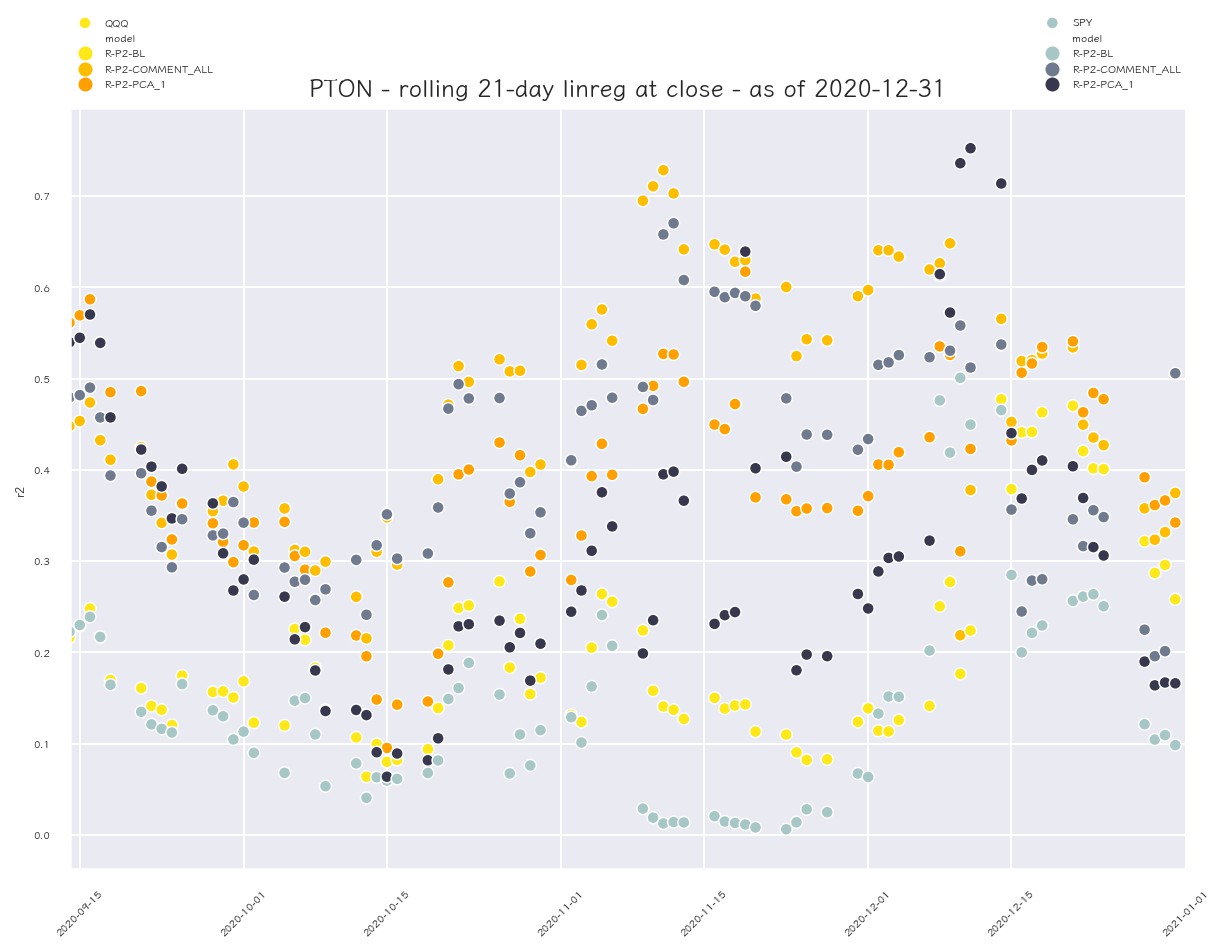 QQQ
model
R-P2-BL
R-P2-COMMENT_ALL
R-P2-PCA_1
SPY
model
R-P2-BL
R-P2-COMMENT_ALL
R-P2-PCA_1
PTON - rolling 21-day linreg at close - as of 2020-12-31
0.7
0.6
0.5
0.4
0.3
0.2
0.1
0.0
r2
2020-09-15
2020-10-01
2020-10-15
2020-11-01
2020-11-15
2020-12-01
2020-12-15
2021-01-01